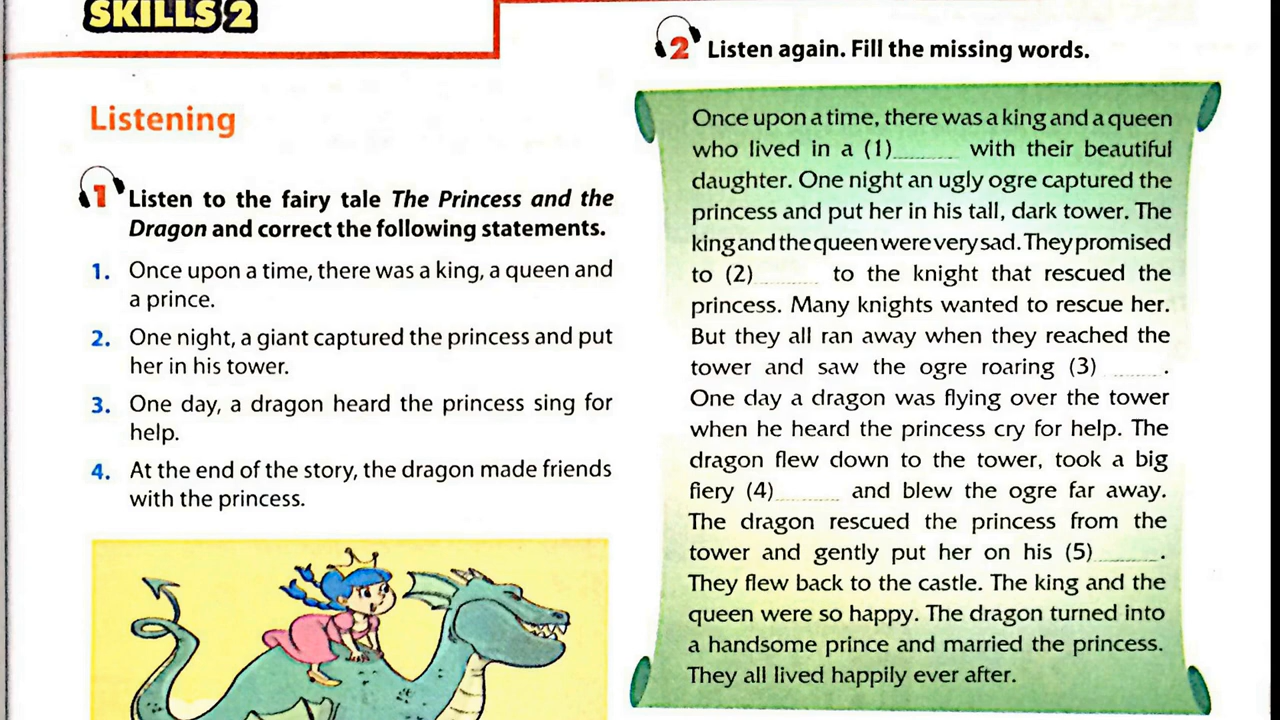 SKILLS 2
Listening
1 Listen to the fairy tale The Princess and the
Dragon and correct the following statements.
1. Once upon a time, there was a king, a queen and
a prince.
2. One night, a giant captured the princess and put
her in his tower.
3. One day, a dragon heard the princess sing for
help.
4. At the end of the story, the dragon made friends
with the princess.
2 Listen again. Fill the missing words.
Once upon a time, there was a king and a queen
who lived in a (1)_______ with their beautiful
daughter. One night an ugly ogre captured the
princess and put her in his tall, dark tower. The
king and the queen were very sad. They promised
to (2)_______ to the knight that rescued the
princess. Many knights wanted to rescue her.
But they all ran away when they reached the
tower and saw the ogre roaring (3) ______.
One day a dragon was flying over the tower
when he heard the princess cry for help. The
dragon flew down to the tower, took a big
fiery (4)_______ and blew the ogre far away.
The dragon rescued the princess from the
tower and gently put her on his (5)_______.
They flew back to the castle. The king and the
queen were so happy. The dragon turned into
a handsome prince and married the princess.
They all lived happily ever after.